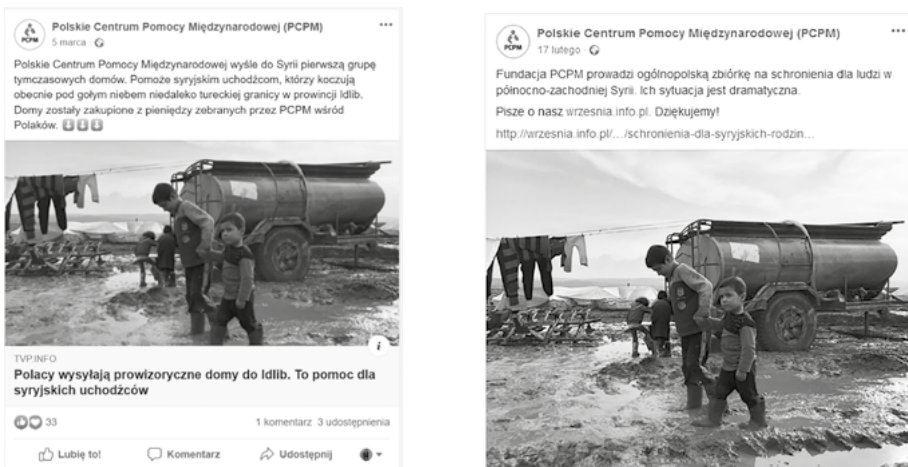 Polskie Centrum Pomocy Międzynarodowej (PCPM)
5 marca
PCPM
Polskie Centrum Pomocy Międzynarodowej wyśle do Syrii pierwszą grupę
tymczasowych domów. Pomoże syryjskim uchodźcom, którzy koczują
obecnie pod gołym niebem niedaleko tureckiej granicy w prowincji Idlib.
Domy zostały zakupione z pieniędzy zebranych przez PCPM wśród
Polaków.
TVP.INFO
Polacy wysyłają prowizoryczne domy do Idlib. To pomoc dla
syryjskich uchodźców
33
1 komentarz 3 udostępnienia
Lubię to! Komentarz Udostępnij
Polskie Centrum Pomocy Międzynarodowej (PCPM)
17 lutego
PCPM
Fundacja PCPM prowadzi ogólnopolską zbiórkę na schronienia dla ludzi w
północno-zachodniej Syrii. Ich sytuacja jest dramatyczna.
Pisze o nas wrzesnia.info.pl. Dziękujemy!
http://wrzesnia.info.pl/.../schronienia-dla-syryjskich-rodzin...